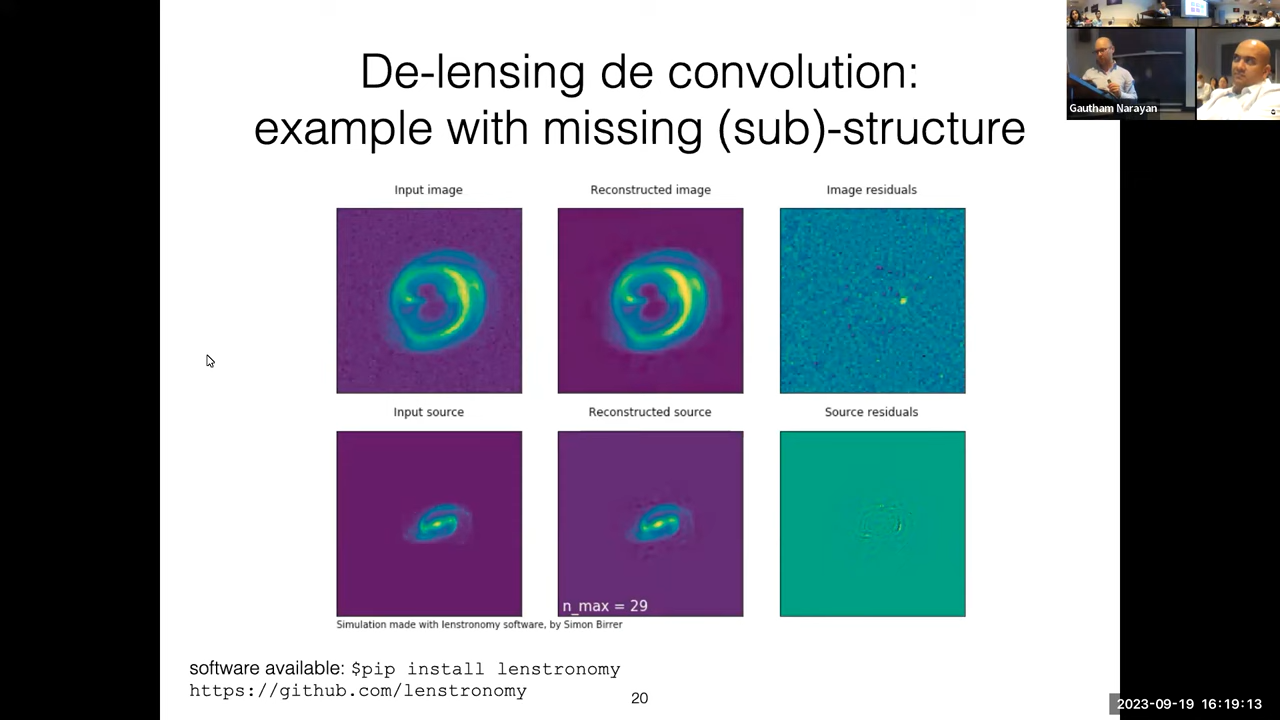 De-lensing de convolution:
example with missing (sub)-structure
Gautham Narayan
Input image
Reconstructed image
Image residuals
Input source
Reconstructed source
Source residuals
n_max = 29
Simulation made with lenstronomy software, by Simon Birrer
software available: $pip install lenstronomy
https://github.com/lenstronomy
20
2023-09-19 16:19:13